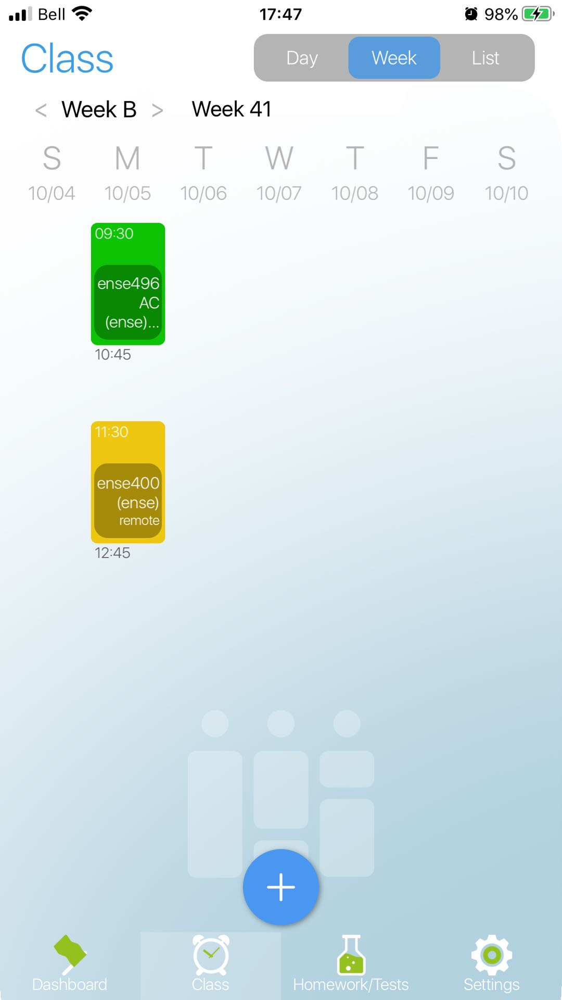 Bell 17:47 98%
Class Day Week List
< Week B > Week 41
S M T W T F S
10/04 10/05 10/06 10/07 10/08 10/09 10/10
09:30
ense496
AC
(ense)...
10:45
11:30
ense400
(ense)
remote
12:45
+
Dashboard Class Homework/Tests Settings